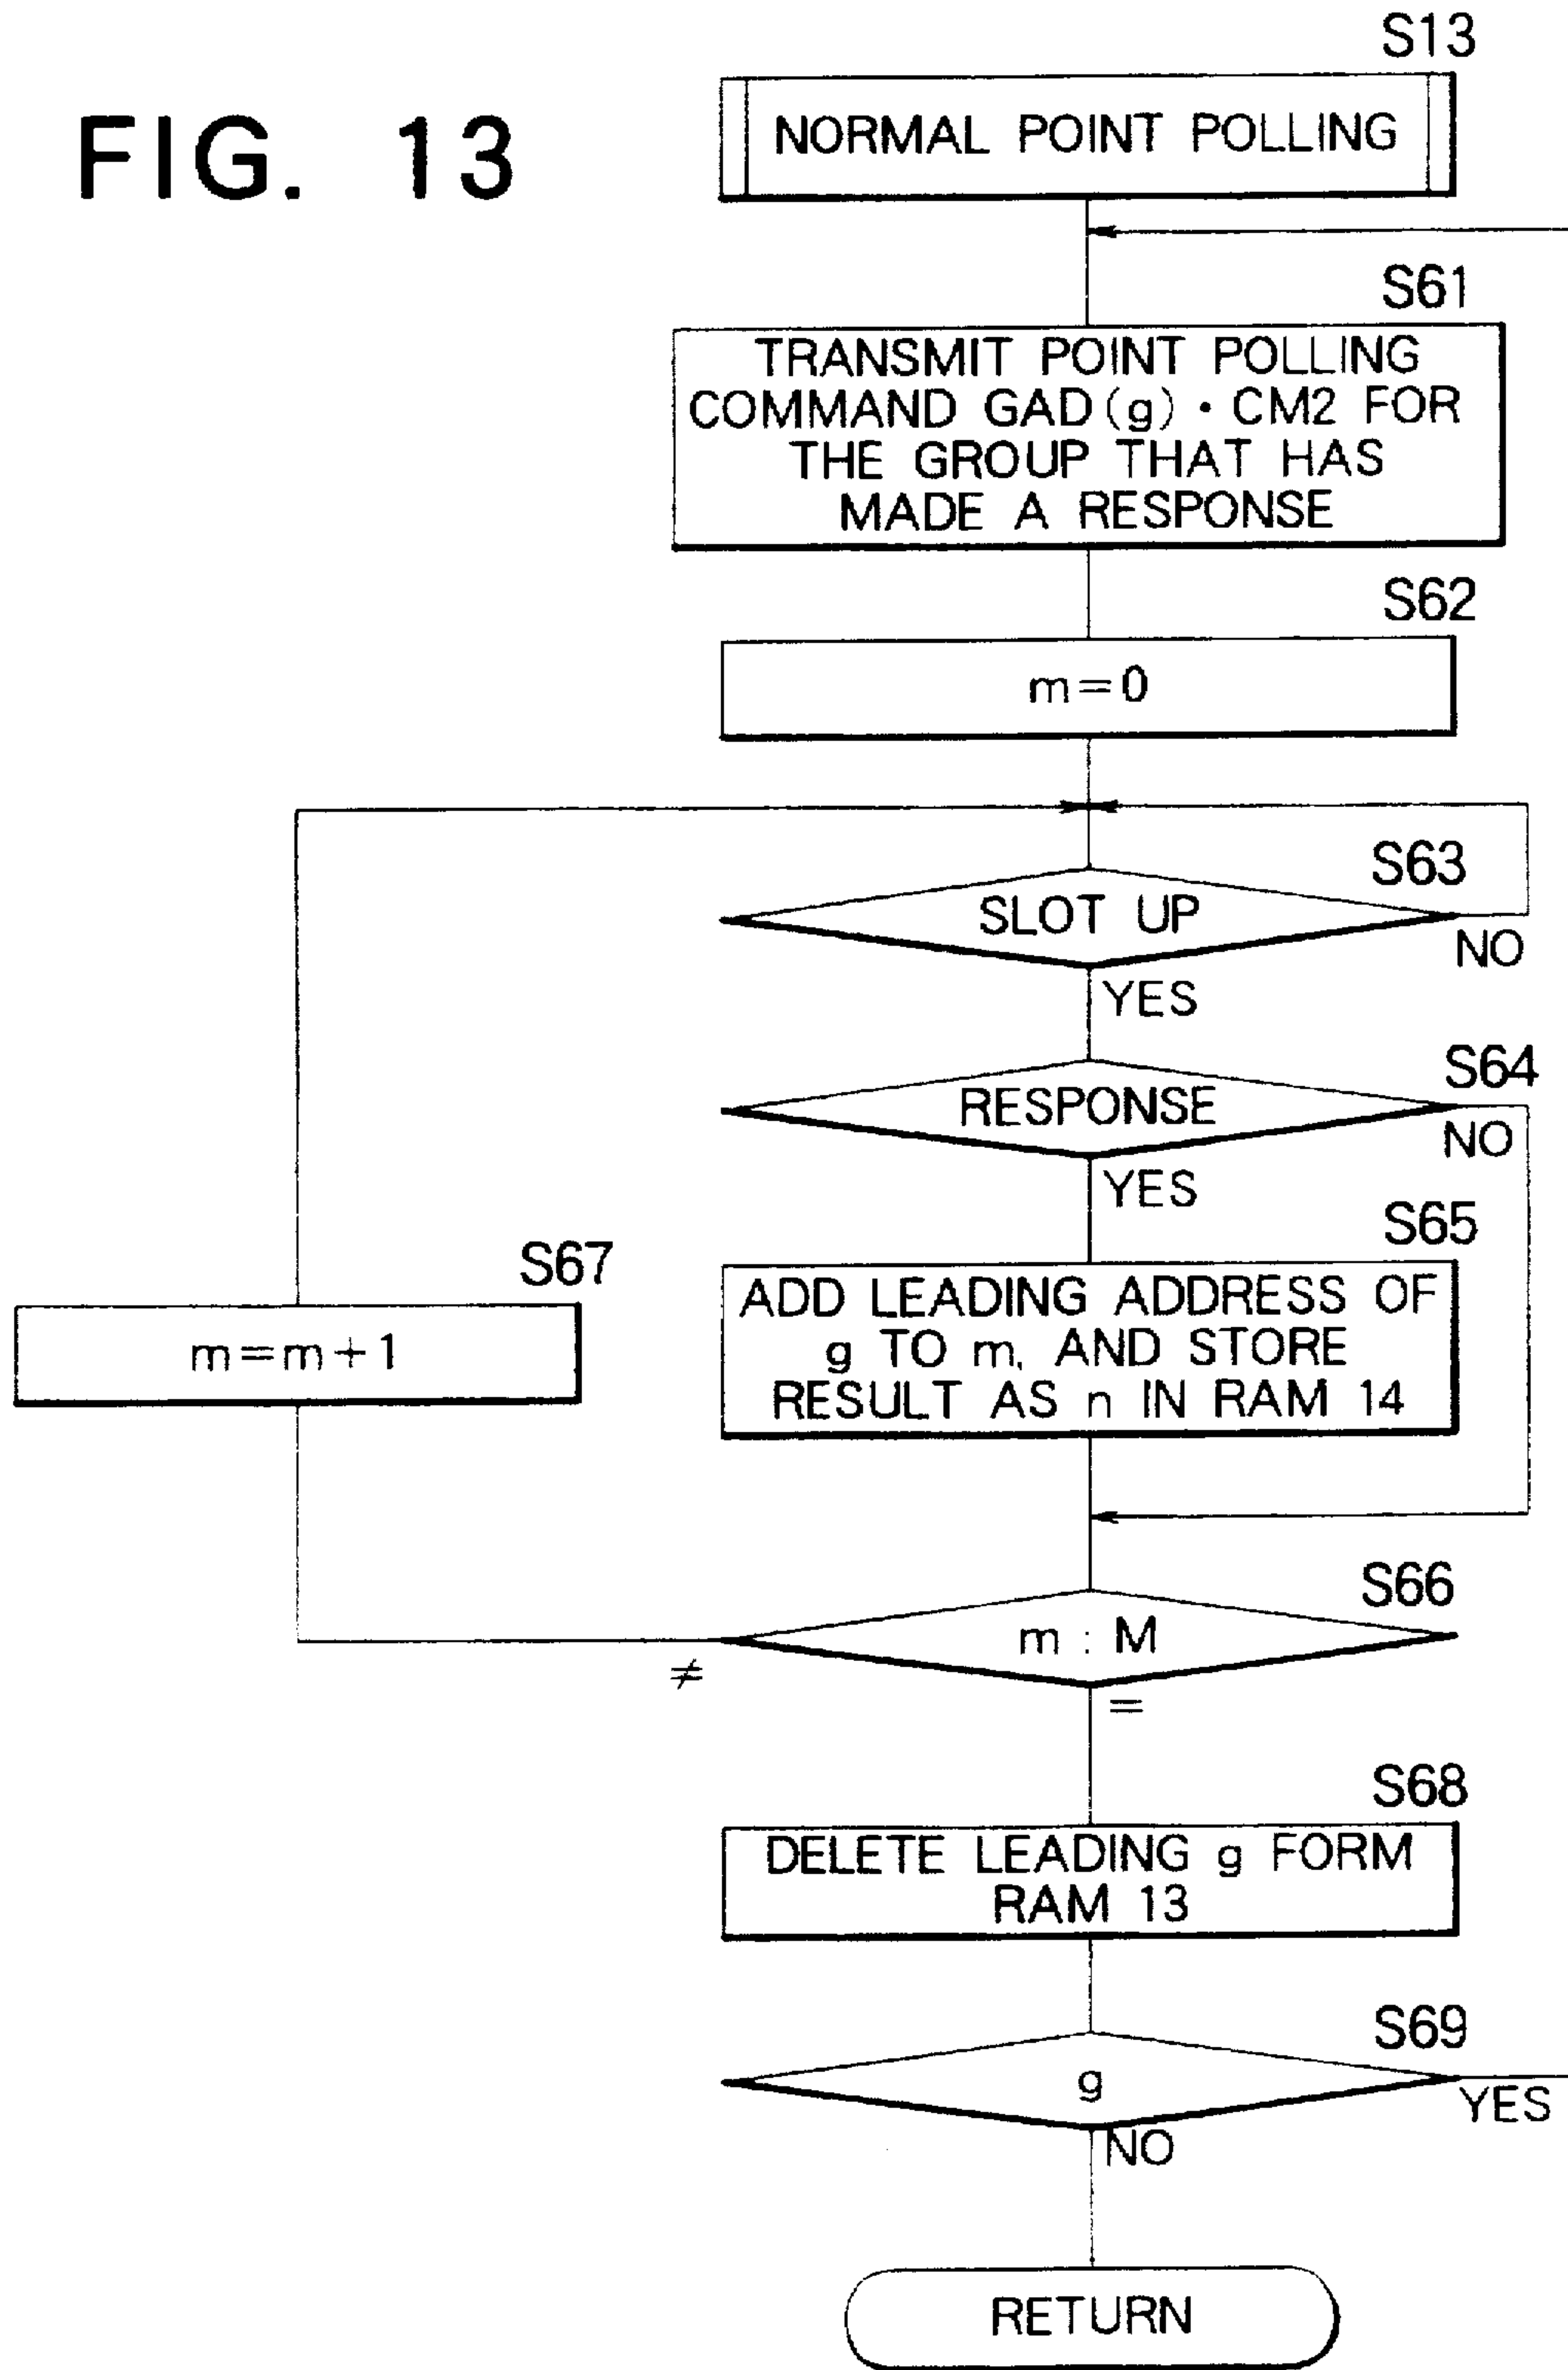 FIG. 13
S13
NORMAL POINT POLLING
S61
TRANSMIT POINT POLLING
COMMAND GAD(g)・CM2 FOR
THE GROUP THAT HAS
MADE A RESPONSE
S62
m=0
S63
SLOT UP
NO
YES
S64
RESPONSE
NO
YES
S65
ADD LEADING ADDRESS OF
g TO m, AND STORE
RESULT AS n IN RAM 14
S67
m=m+1
S66
m : M
≠
=
S68
DELETE LEADING g FORM
RAM 13
S69
g
YES
NO
RETURN